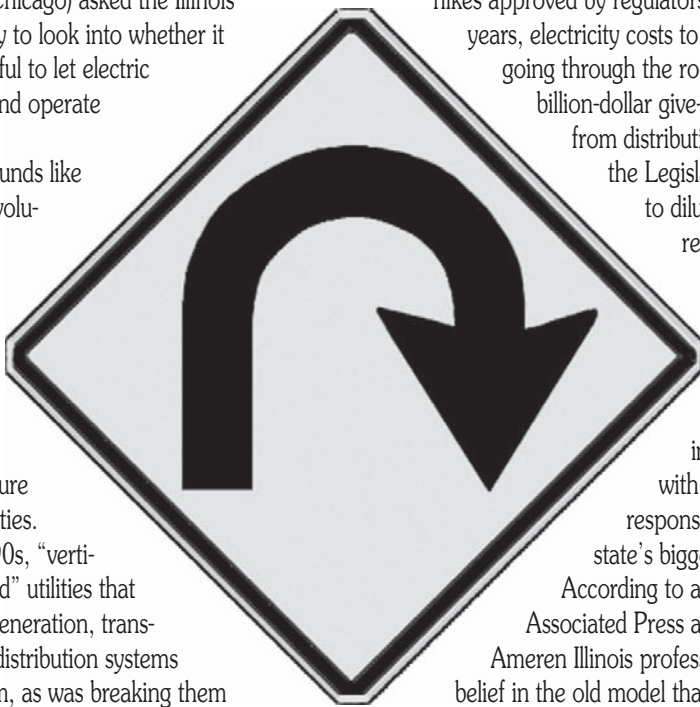 Chicago) asked the Illinois
y to look into whether it
ful to let electric
nd operate
unds like
volu-
ure
ties.
0s, “verti-
d” utilities that
eneration, trans-
distribution systems
n, as was breaking them
hikes approved by regulators
years, electricity costs to
going through the ro
billion-dollar give-
from distributi
the Legisl
to dilu
re
i
with
respons
state’s bigg
According to a
Associated Press a
Ameren Illinois profes
belief in the old model tha